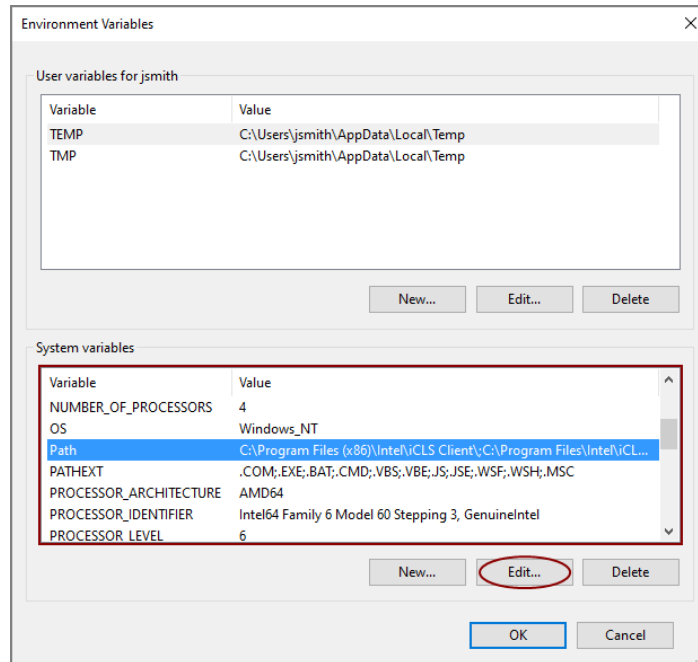 Environment Variables
User variables for jsmith
Variable Value
TEMP C:\Users\jsmith\AppData\Local\Temp
TMP C:\Users\jsmith\AppData\Local\Temp
New... Edit... Delete
System variables
Variable Value
NUMBER_OF_PROCESSORS 4
OS Windows_NT
Path C:\Program Files (x86)\Intel\iCLS Client\;C:\Program Files\Intel\iCL...
PATHEXT .COM;.EXE;.BAT;.CMD;.VBS;.VBE;.JS;.JSE;.WSF;.WSH;.MSC
PROCESSOR_ARCHITECTURE AMD64
PROCESSOR_IDENTIFIER Intel64 Family 6 Model 60 Stepping 3, GenuineIntel
PROCESSOR_LEVEL 6
New... Edit... Delete
OK Cancel